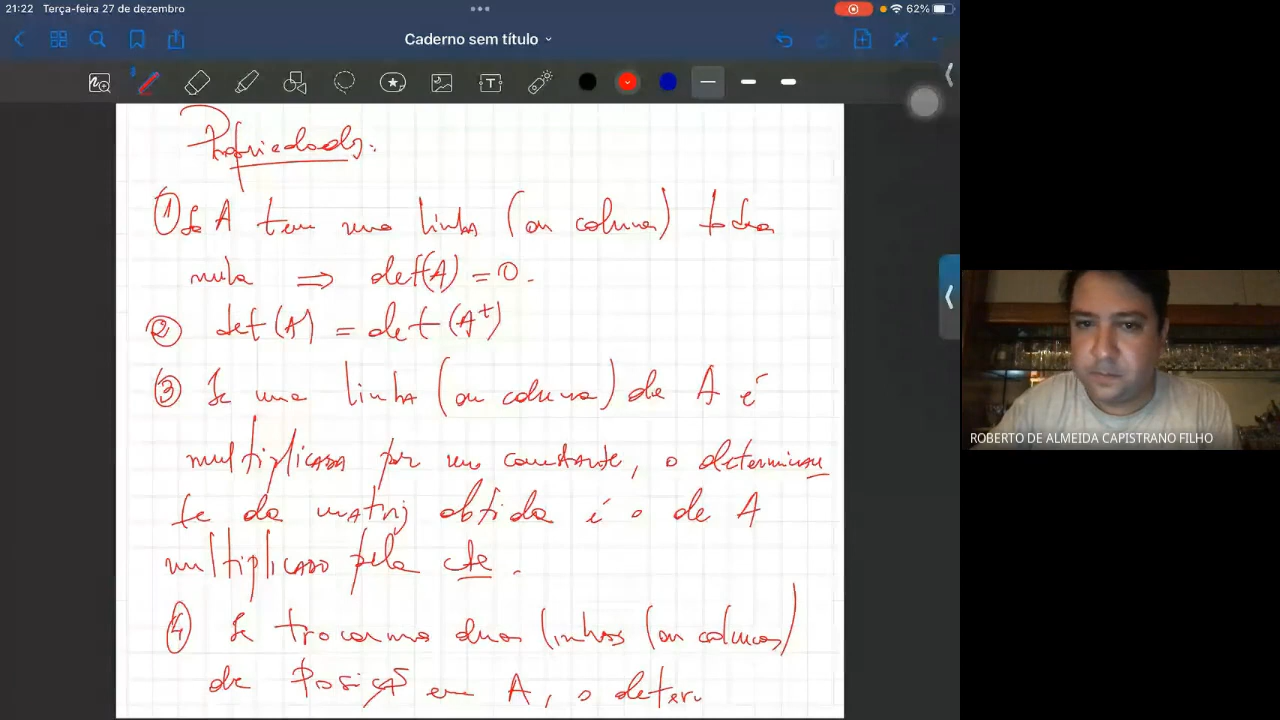 21:22 Terça-feira 27 de dezembro
62%
Caderno sem título
Propriedades.
① Se A tem uma linha (ou coluna) toda
nula ⇒ det(A) = 0.
② det(A) = det(Aᵗ)
③ Se uma linha (ou coluna) de A é
multiplicada por uma constante, o determinan
te da matriz obtida é o de A
multiplicado pela cte.
④ Se trocarmos duas linhas (ou colunas)
de posição em A, o determ
ROBERTO DE ALMEIDA CAPISTRANO FILHO